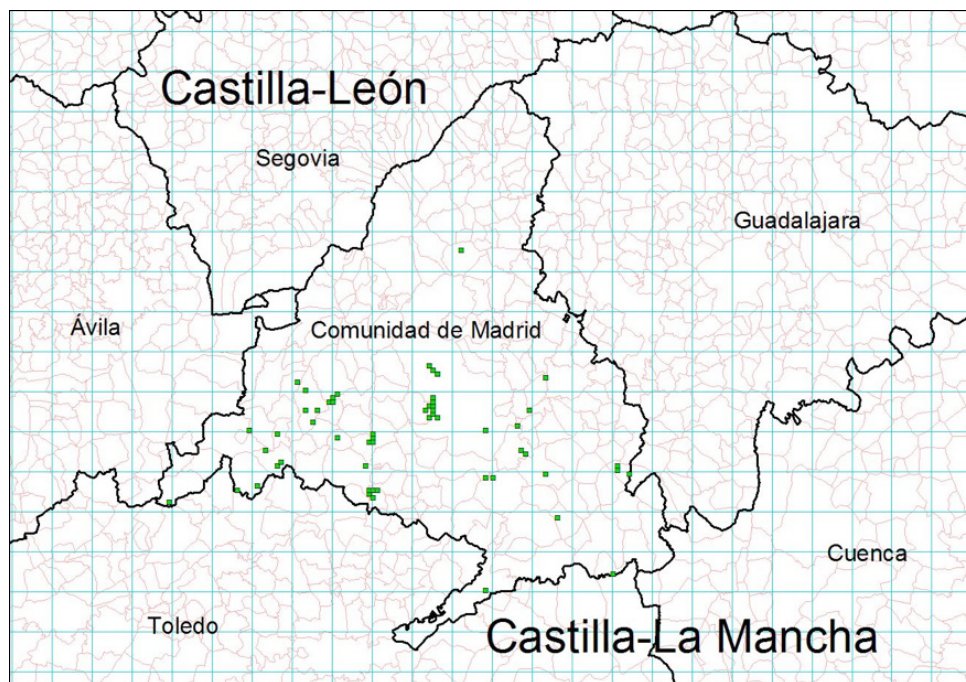 Castilla-León
Segovia
Guadalajara
Ávila
Comunidad de Madrid
Cuenca
Toledo
Castilla-La Mancha